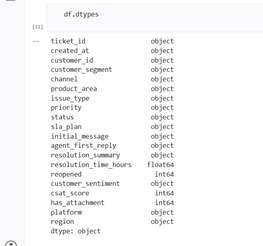 df.dtypes
[11]
ticket_id object
created_at object
customer_id object
customer_segment object
channel object
product_area object
issue_type object
priority object
status object
sla_plan object
initial_message object
agent_first_reply object
resolution_summary object
resolution_time_hours float64
reopened int64
customer_sentiment object
csat_score int64
has_attachment int64
platform object
region object
dtype: object